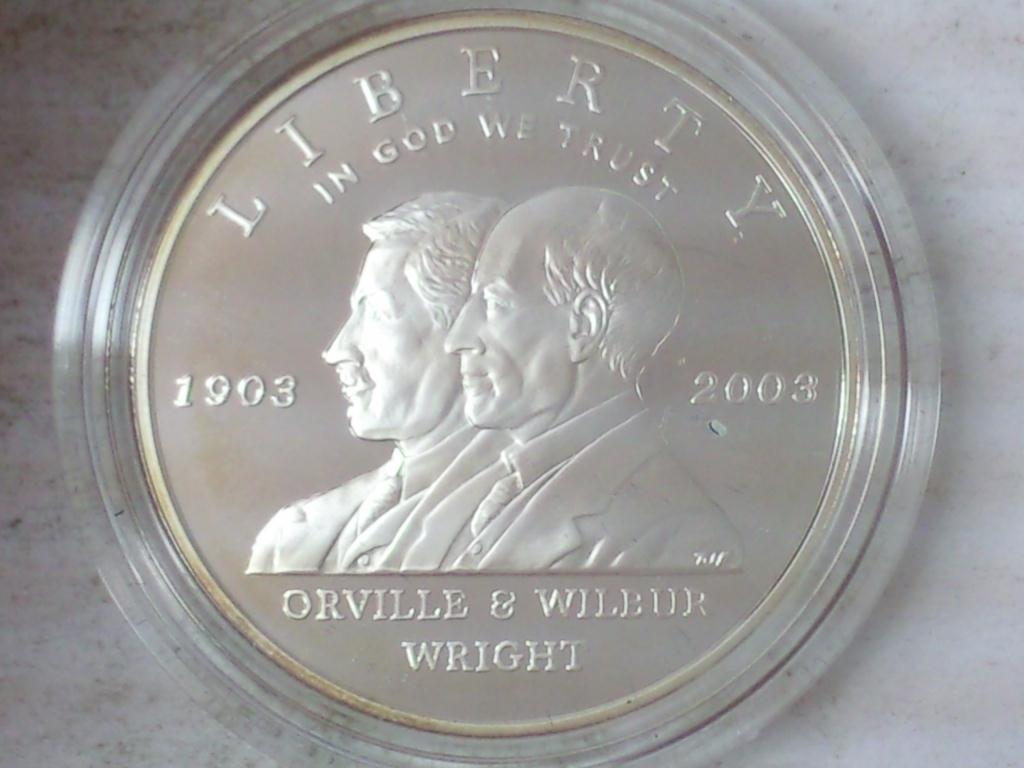 LIBERTY
IN GOD WE TRUST
1903 2003
ORVILLE & WILBUR
WRIGHT